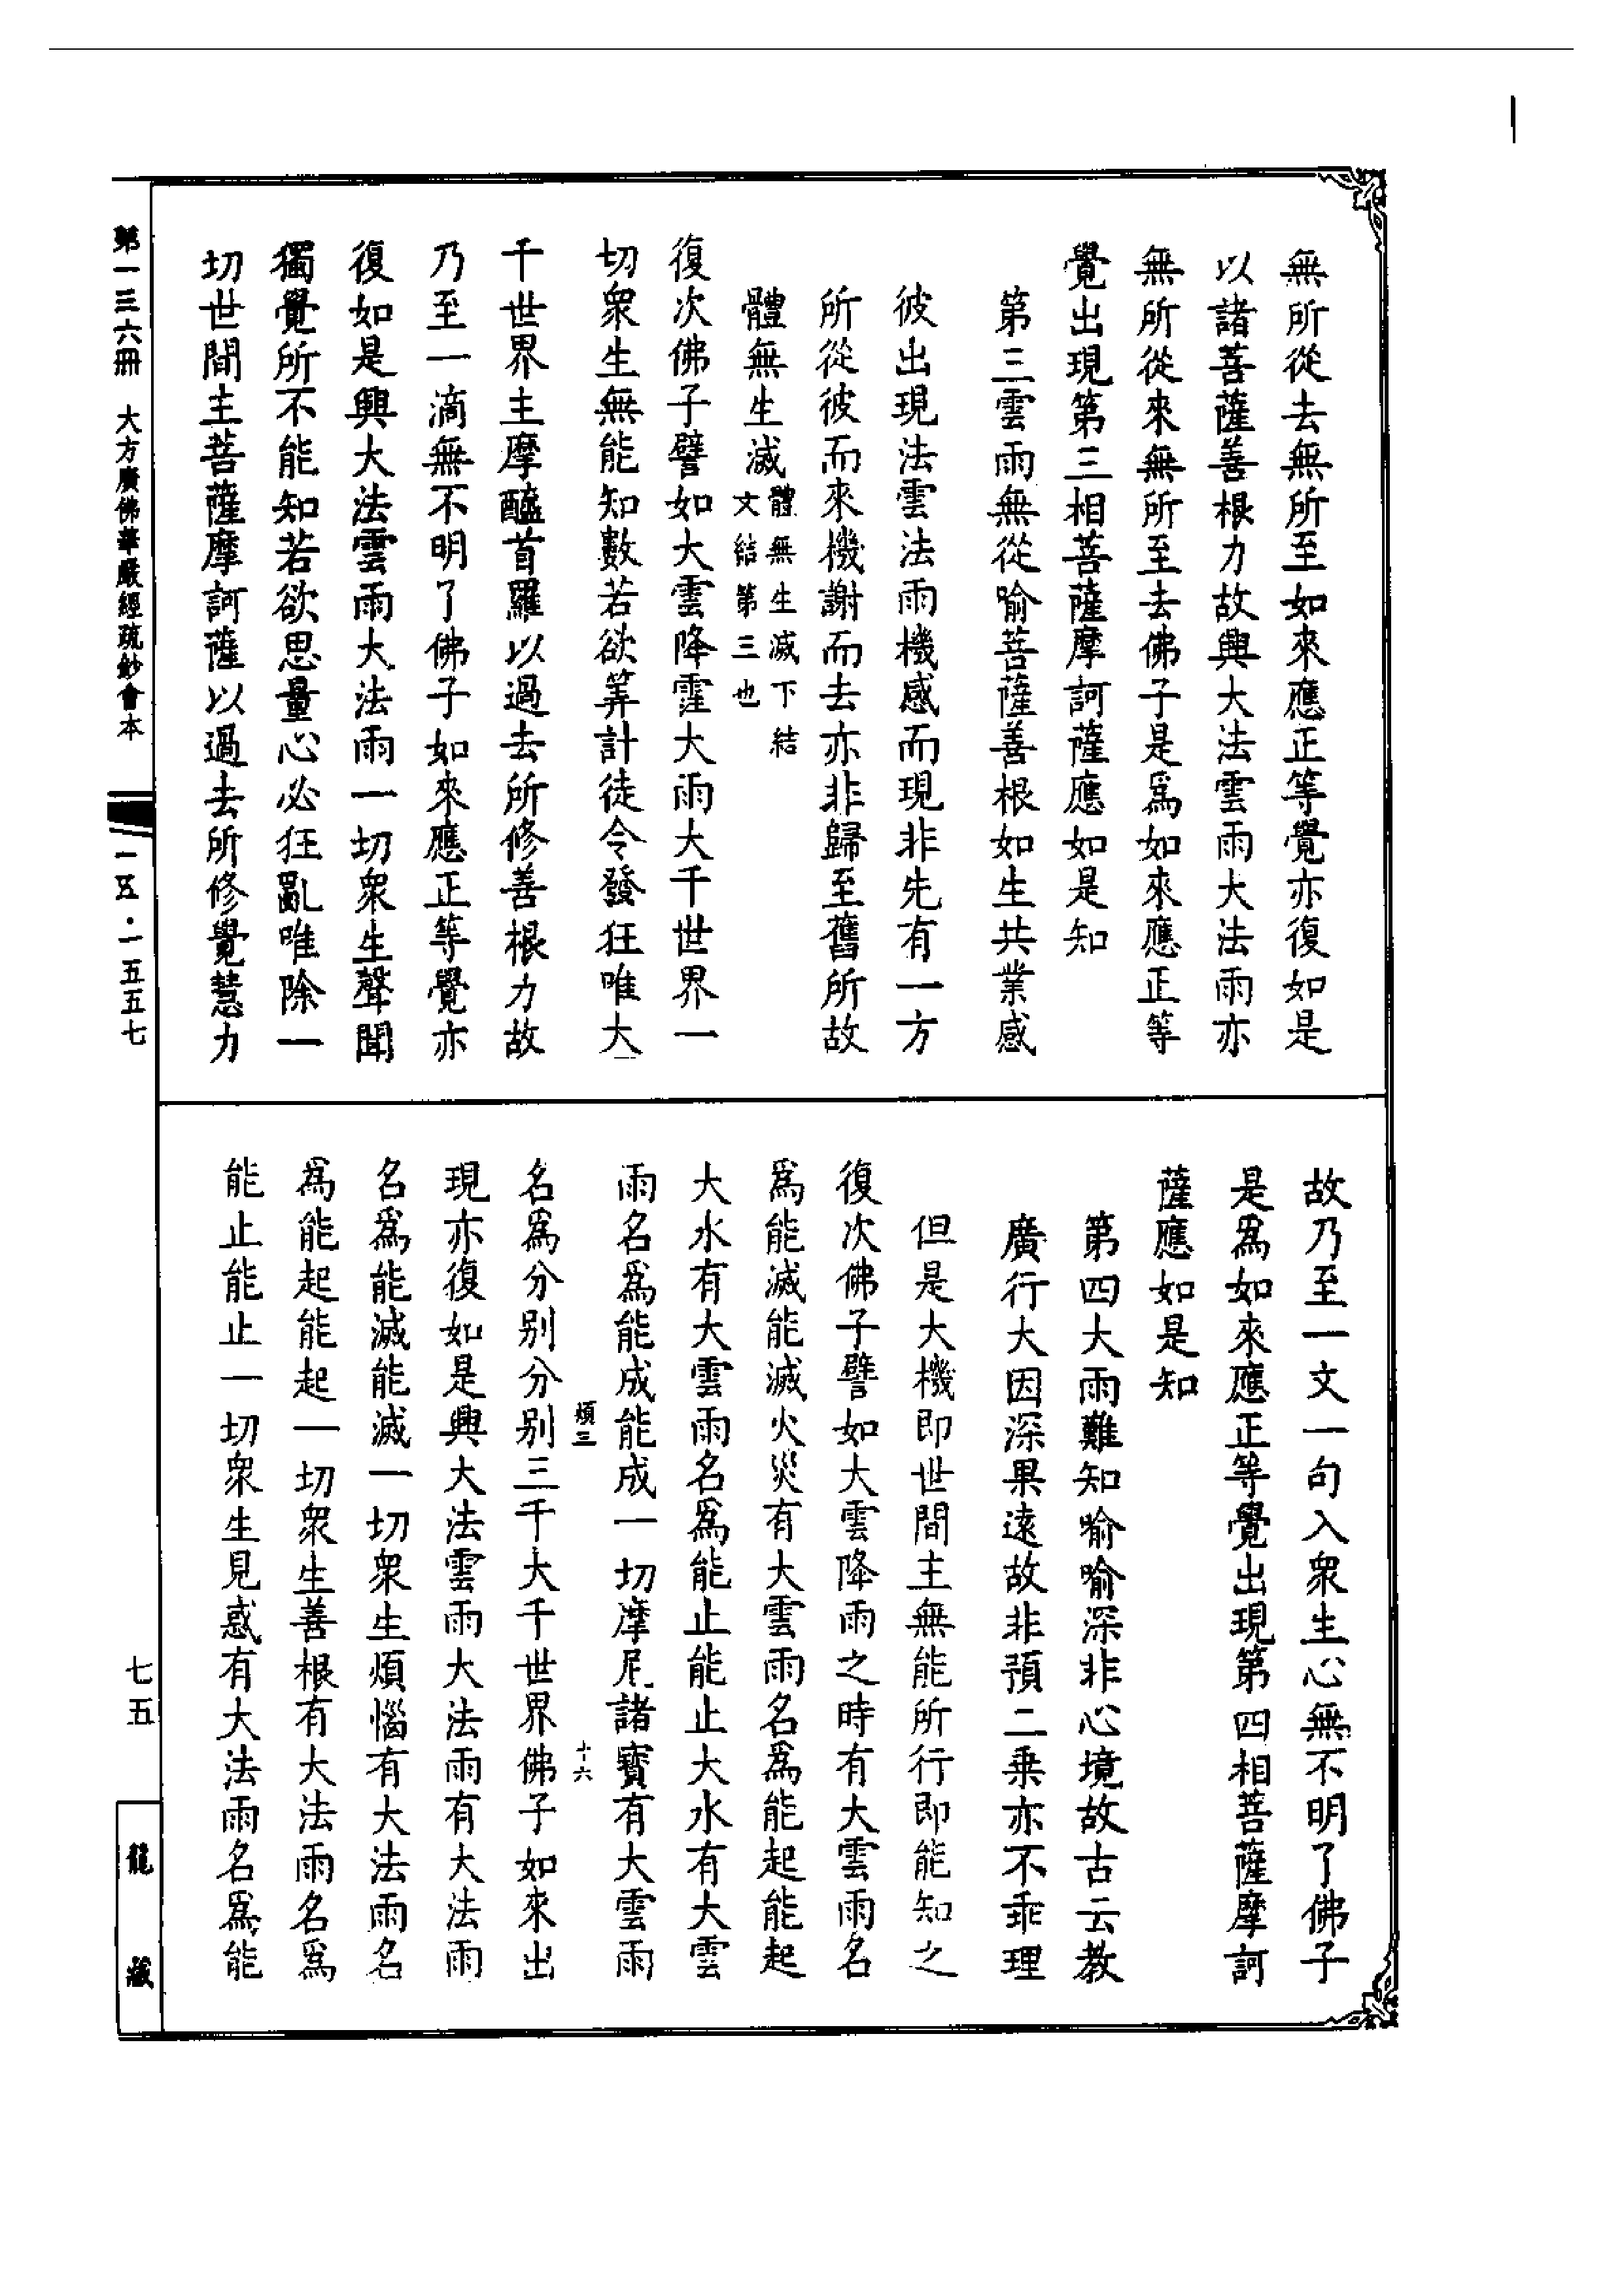 無所從去無所至如來應正等覺亦復如是
以諸菩薩善根力故興大法雲雨大法雨亦
無所從來無所至去佛子是爲如來應正等
覺出現第三相菩薩摩訶薩應如是知
第三雲雨無從喻菩薩善根如生共業感
彼出現法雲法雨機感而現非先有一方
所從彼而來機謝而去亦非歸至舊所故
體無生滅體無生滅下結
文結第三也
復次佛子譬如大雲降霔大雨大千世界一
切衆生無能知數若欲筭計徒令發狂唯大
千世界主摩醯首羅以過去所修善根力故
乃至一滴無不明了佛子如來應正等覺亦
復如是興大法雲雨大法雨一切衆生聲聞
獨覺所不能知若欲思量心必狂亂唯除一
切世間主菩薩摩訶薩以過去所修覺慧力
故乃至一文一句入衆生心無不明了佛子
是爲如來應正等覺出現第四相菩薩摩訶
薩應如是知
第四大雨難知喻喻深非心境故古云教
廣行大因深果遠故非預二乗亦不乖理
但是大機即世間主無能所行即能知之
復次佛子譬如大雲降雨之時有大雲雨名
爲能滅能滅火災有大雲雨名爲能起能起
大水有大雲雨名爲能止能止大水有大雲
雨名爲能成能成一切摩尼諸寶有大雲雨
煩三
十六
名爲分别分别三千大千世界佛子如來出
現亦復如是興大法雲雨大法雨有大法雨
名爲能滅能滅一切衆生煩惱有大法雨名
爲能起能起一切衆生善根有大法雨名爲
能止能止一切衆生見惑有大法雨名爲能
第一三六冊　大方廣佛華嚴經疏鈔會本
一五·一五五七
七五
龍藏